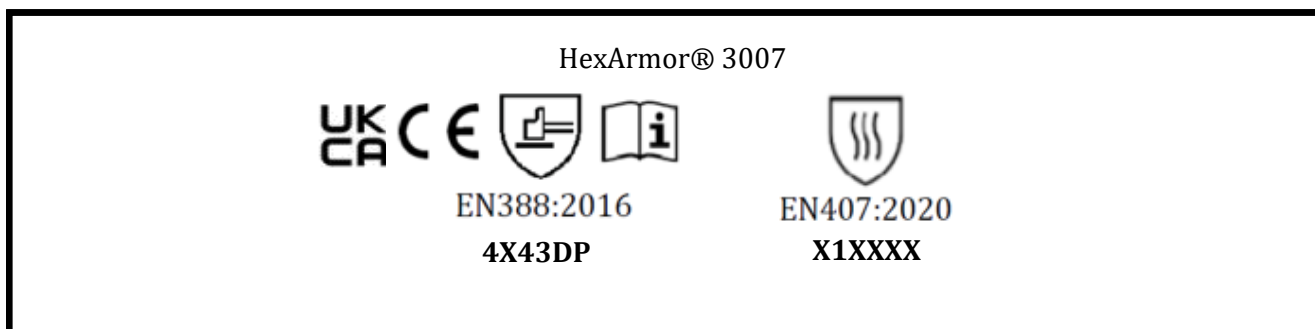 HexArmor® 3007
UK
CA CE i
EN388:2016
4X43DP
EN407:2020
X1XXXX